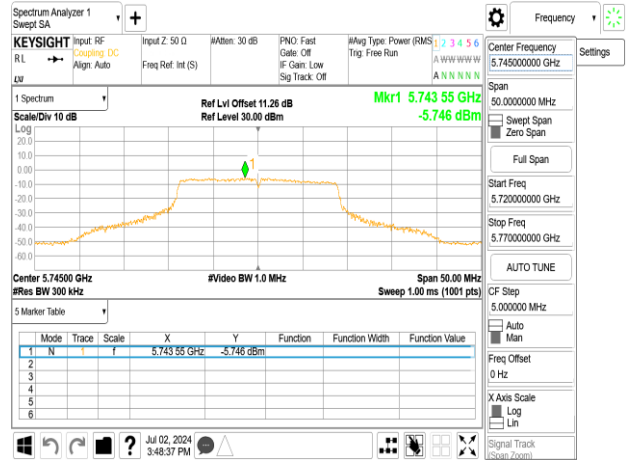 Spectrum Analyzer 1
Swept SA
+
Frequency
KEYSIGHT
RL
Input: RF
Coupling: DC
Align: Auto
Input Z: 50 Ω
Freq Ref: Int (S)
#Atten: 30 dB
PNO: Fast
Gate: Off
IF Gain: Low
Sig Track: Off
#Avg Type: Power (RMS
Trig: Free Run
1 2 3 4 5 6
A W W W W W
A N N N N N
Center Frequency
5.745000000 GHz
Settings
Span
50.0000000 MHz
Swept Span
Zero Span
Full Span
Start Freq
5.720000000 GHz
Stop Freq
5.770000000 GHz
AUTO TUNE
CF Step
5.000000 MHz
Auto
Man
Freq Offset
0 Hz
X Axis Scale
Log
Lin
Signal Track
(Span Zoom)
1 Spectrum
Scale/Div 10 dB
Ref Lvl Offset 11.26 dB
Ref Level 30.00 dBm
Mkr1 5.743 55 GHz
-5.746 dBm
Log
20.0
10.0
0.00
-10.0
-20.0
-30.0
-40.0
-50.0
-60.0
1
Center 5.74500 GHz
#Video BW 1.0 MHz
Span 50.00 MHz
#Res BW 300 kHz
Sweep 1.00 ms (1001 pts)
5 Marker Table
Mode Trace Scale X Y Function Function Width Function Value
1 N 1 f 5.743 55 GHz -5.746 dBm
2
3
4
5
6
?
Jul 02, 2024
3:48:37 PM